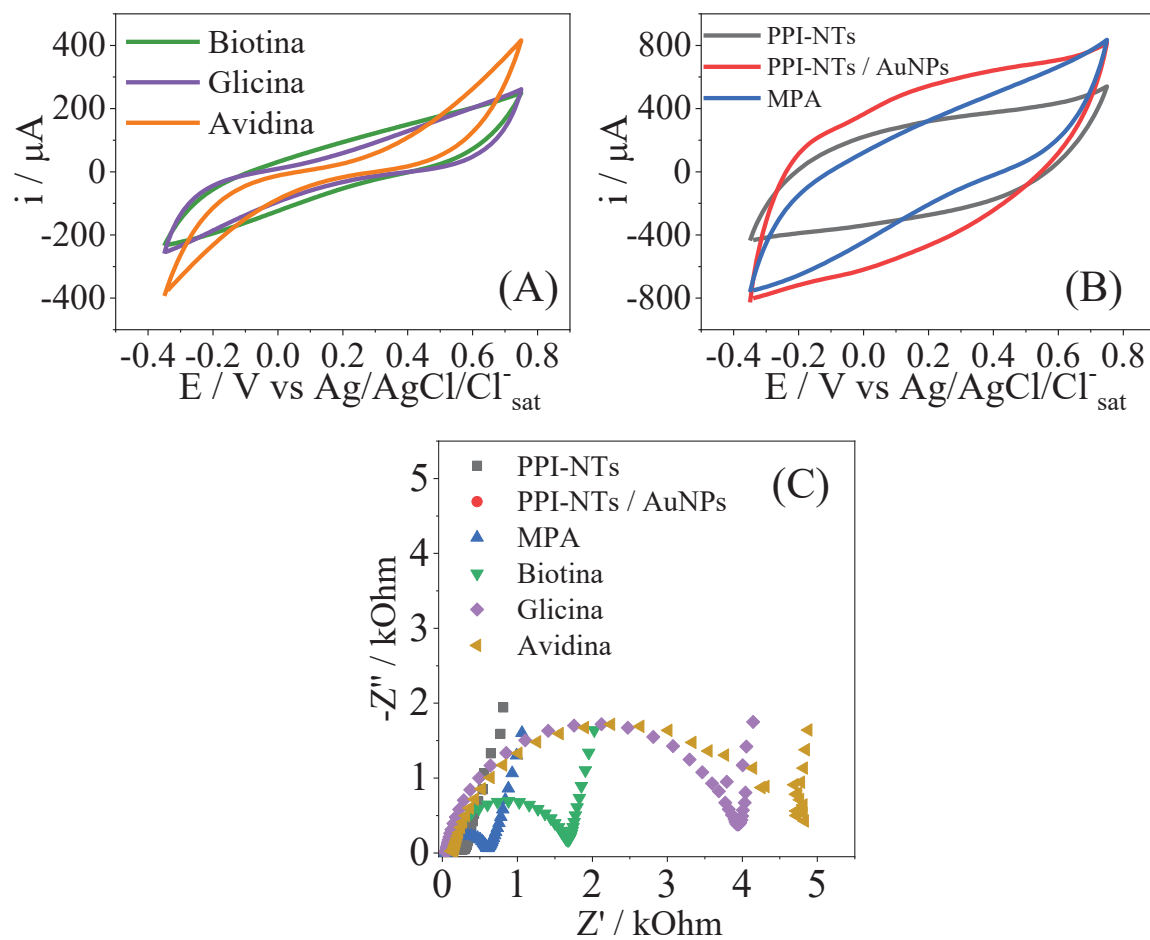 400
200
0
-200
-400
i / μA
Biotina
Glicina
Avidina
(A)
-0.4 -0.2 0.0 0.2 0.4 0.6 0.8
E / V vs Ag/AgCl/Cl⁻sat
800
400
0
-400
-800
i / μA
PPI-NTs
PPI-NTs / AuNPs
MPA
(B)
-0.4 -0.2 0.0 0.2 0.4 0.6 0.8
E / V vs Ag/AgCl/Cl⁻sat
5
4
3
2
1
0
-Z" / kOhm
PPI-NTs
PPI-NTs / AuNPs
MPA
Biotina
Glicina
Avidina
(C)
0 1 2 3 4 5
Z' / kOhm